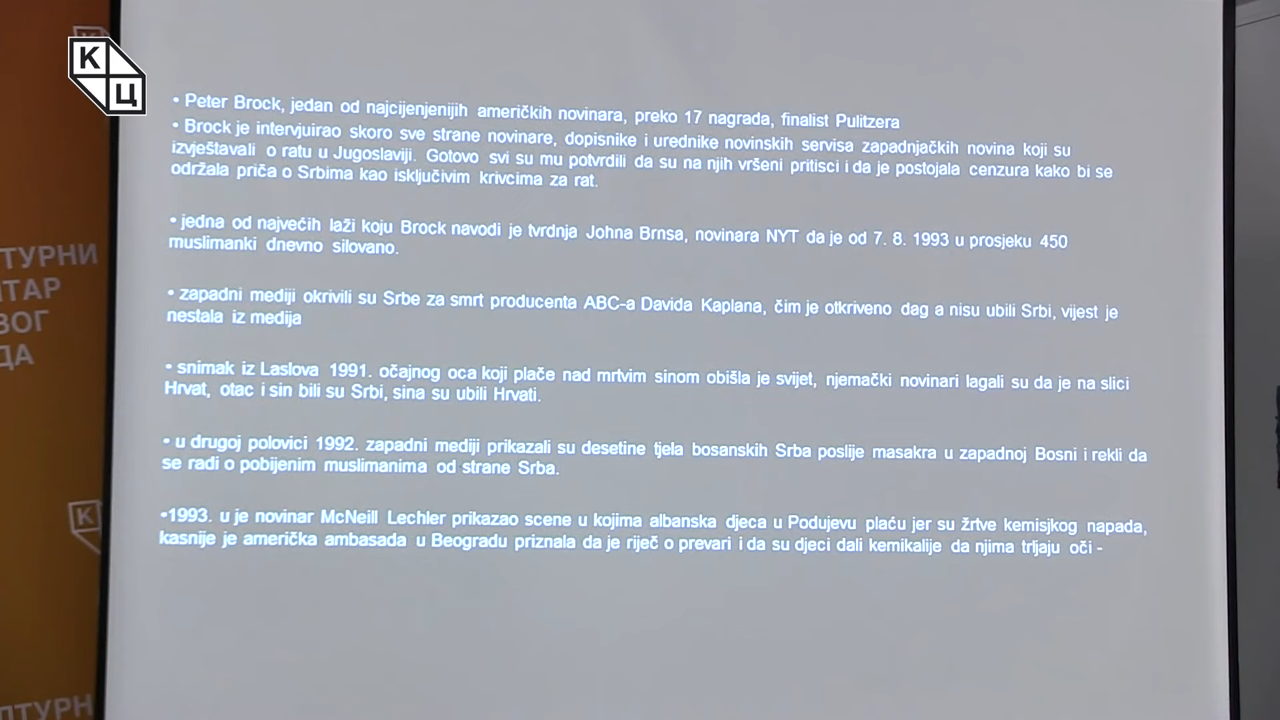 К
Ц
• Peter Brock, jedan od najcijenjenijih američkih novinara, preko 17 nagrada, finalist Pulitzera
• Brock je intervjuirao skoro sve strane novinare, dopisnike i urednike novinskih servisa zapadnjačkih novina koji su
izvještavali o ratu u Jugoslaviji. Gotovo svi su mu potvrdili da su na njih vršeni pritisci i da je postojala cenzura kako bi se
održala priča o Srbima kao isključivim krivcima za rat.
• jedna od najvećih laži koju Brock navodi je tvrdnja Johna Brnsa, novinara NYT da je od 7. 8. 1993 u prosjeku 450
muslimanki dnevno silovano.
• zapadni mediji okrivili su Srbe za smrt producenta ABC-a Davida Kaplana, čim je otkriveno dag a nisu ubili Srbi, vijest je
nestala iz medija
• snimak iz Laslova 1991. očajnog oca koji plače nad mrtvim sinom obišla je svijet, njemački novinari lagali su da je na slici
Hrvat, otac i sin bili su Srbi, sina su ubili Hrvati.
• u drugoj polovici 1992. zapadni mediji prikazali su desetine tjela bosanskih Srba poslije masakra u zapadnoj Bosni i rekli da
se radi o pobijenim muslimanima od strane Srba.
•1993. u je novinar McNeill Lechler prikazao scene u kojima albanska djeca u Podujevu plaču jer su žrtve kemisjkog napada,
kasnije je američka ambasada u Beogradu priznala da je riječ o prevari i da su djeci dali kemikalije da njima trljaju oči -
ТУРНИ
НТАР
ВОГ
ДА
К
ЛТУРН